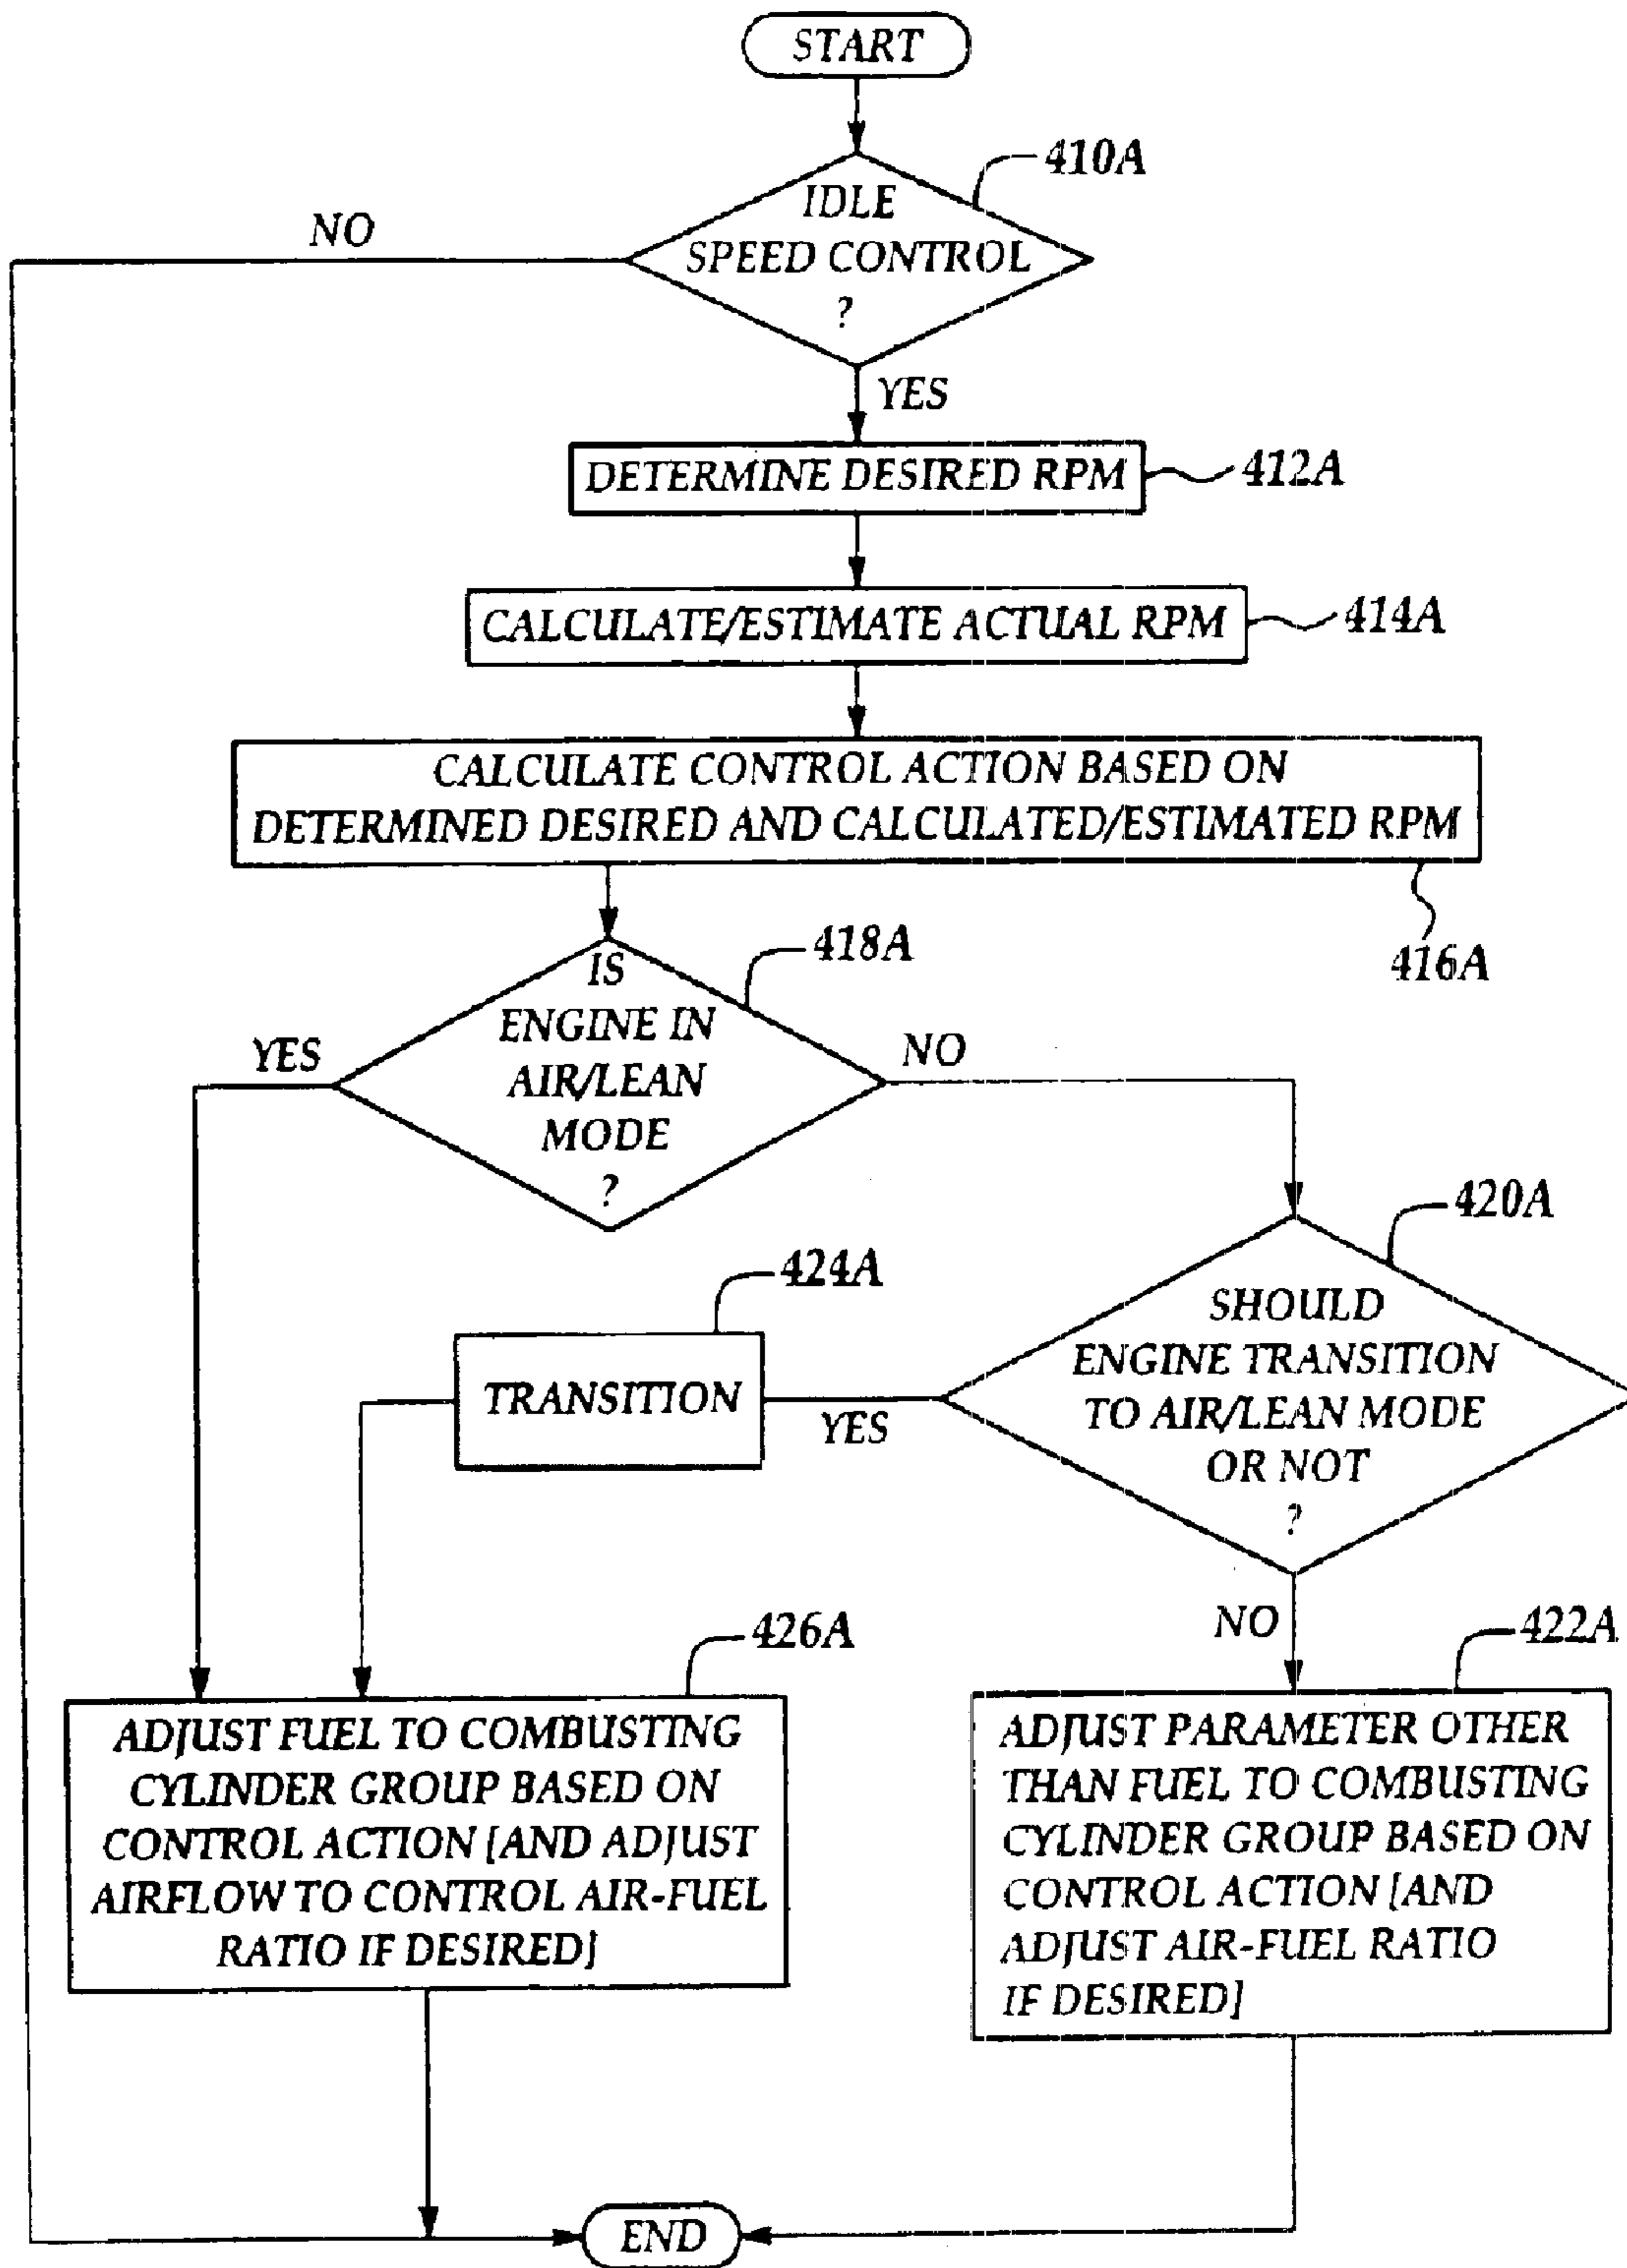 START
410A
IDLE
SPEED CONTROL
?
NO
YES
DETERMINE DESIRED RPM
412A
CALCULATE/ESTIMATE ACTUAL RPM
414A
CALCULATE CONTROL ACTION BASED ON
DETERMINED DESIRED AND CALCULATED/ESTIMATED RPM
416A
418A
IS
ENGINE IN
AIR/LEAN
MODE
?
YES
NO
420A
SHOULD
ENGINE TRANSITION
TO AIR/LEAN MODE
OR NOT
?
424A
TRANSITION
YES
NO
426A
ADJUST FUEL TO COMBUSTING
CYLINDER GROUP BASED ON
CONTROL ACTION [AND ADJUST
AIRFLOW TO CONTROL AIR-FUEL
RATIO IF DESIRED]
422A
ADJUST PARAMETER OTHER
THAN FUEL TO COMBUSTING
CYLINDER GROUP BASED ON
CONTROL ACTION [AND
ADJUST AIR-FUEL RATIO
IF DESIRED]
END